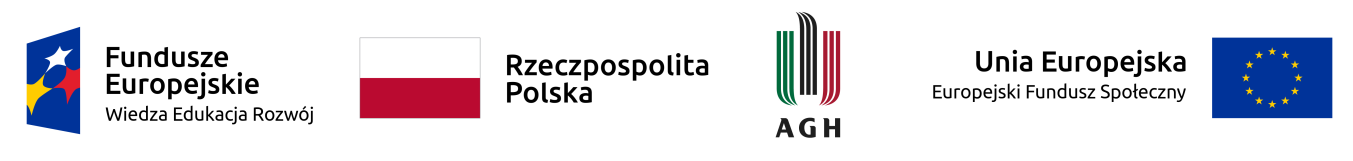 Fundusze
Europejskie
Wiedza Edukacja Rozwój
Rzeczpospolita
Polska
AGH
Unia Europejska
Europejski Fundusz Społeczny